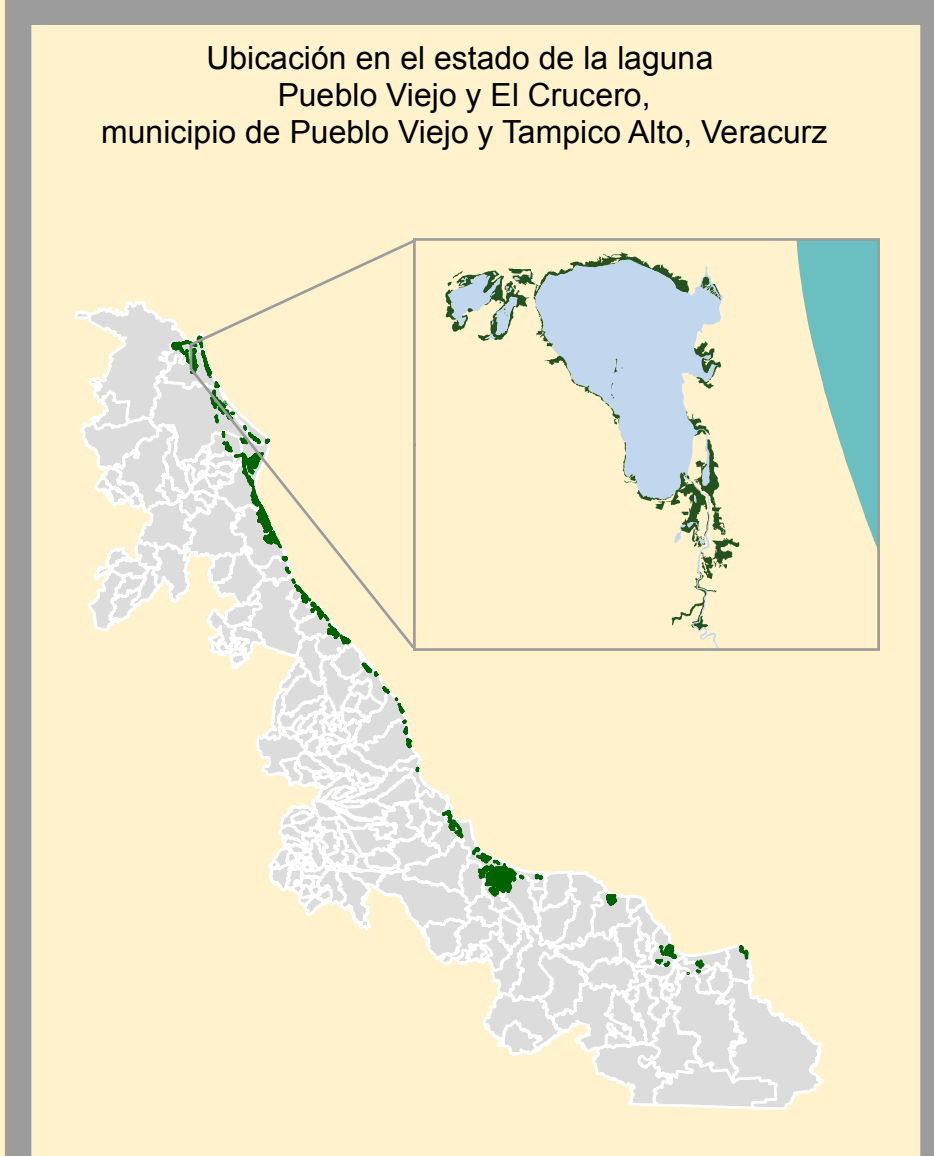 Ubicación en el estado de la laguna
Pueblo Viejo y El Crucero,
municipio de Pueblo Viejo y Tampico Alto, Veracurz